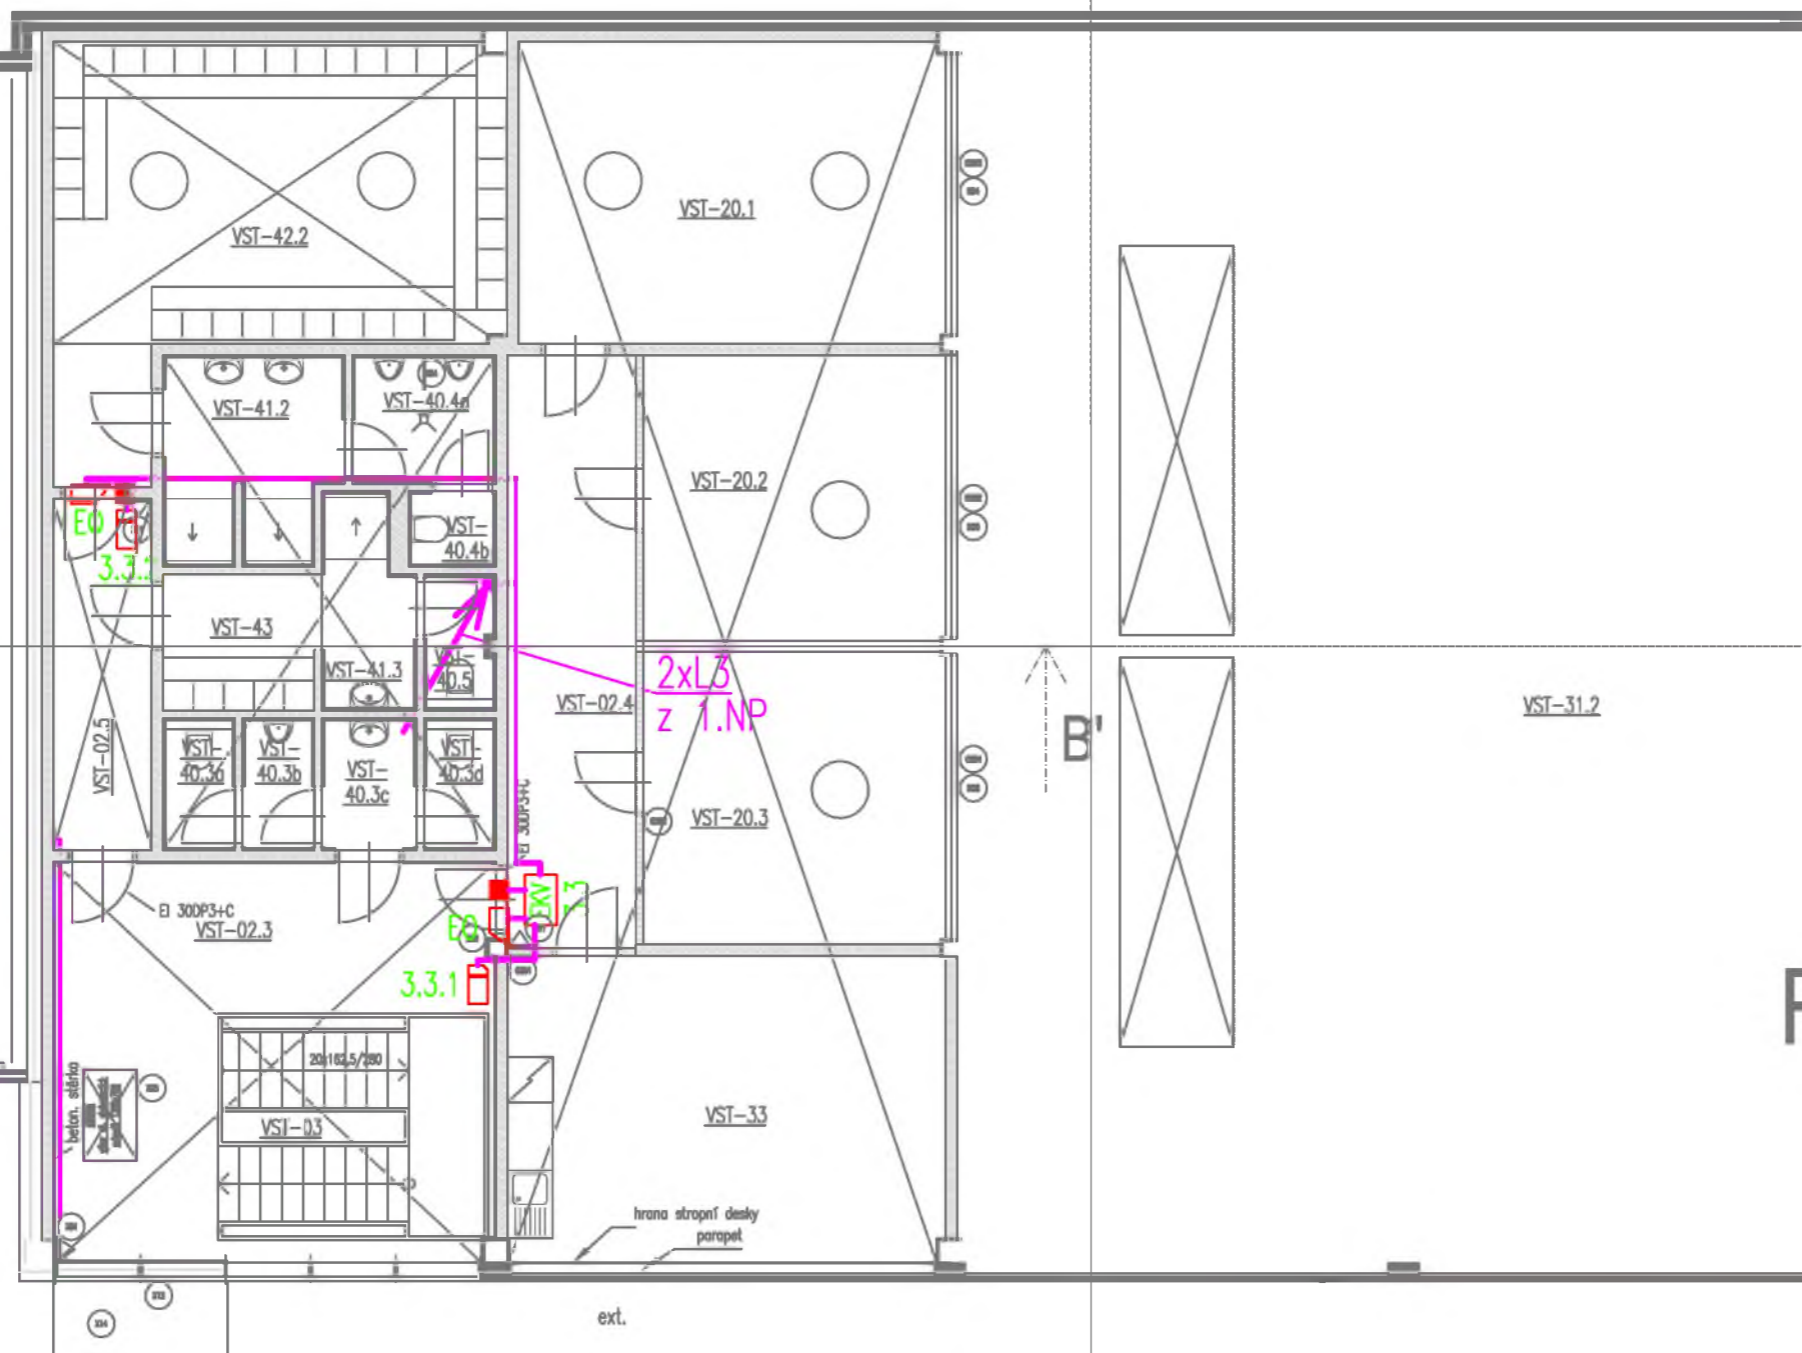 VST-42.2
VST-20.1
VST-41.2
VST-40.4a
VST-20.2
EQ
3.3.2
VST-
40.4b
VST-43
VST-41.3
VST-
40.5
2xL3
z 1.NP
VST-02.4
VST-02.5
VST-
40.3a
VST-
40.3b
VST-
40.3c
VST-
40.3d
VST-20.3
B'
VST-31.2
EI 30DP3+C
EI 30DP3+C
VST-02.3
EKV
EQ
3.3.1
20x162,5/280
VST-03
beton. stěrka
VST-33
hrana stropní desky
parapet
ext.